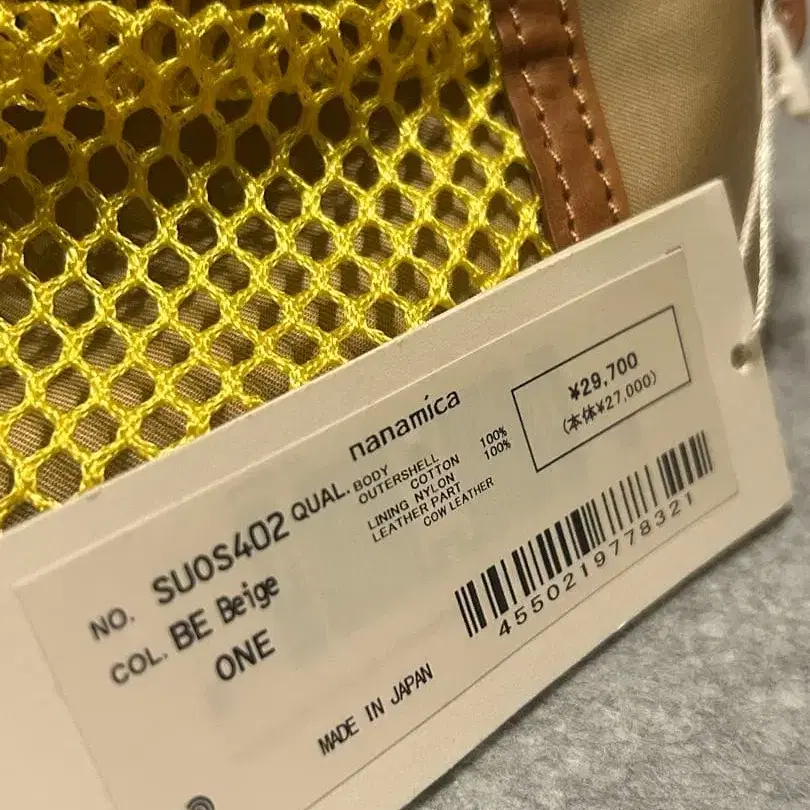 nanamica
NO. SUOS402
QUAL. BODY
OUTERSHELL
COTTON 100%
LINING NYLON 100%
LEATHER PART
COW LEATHER
¥29,700
(本体¥27,000)
COL. BE Beige
ONE
4550219778321
MADE IN JAPAN